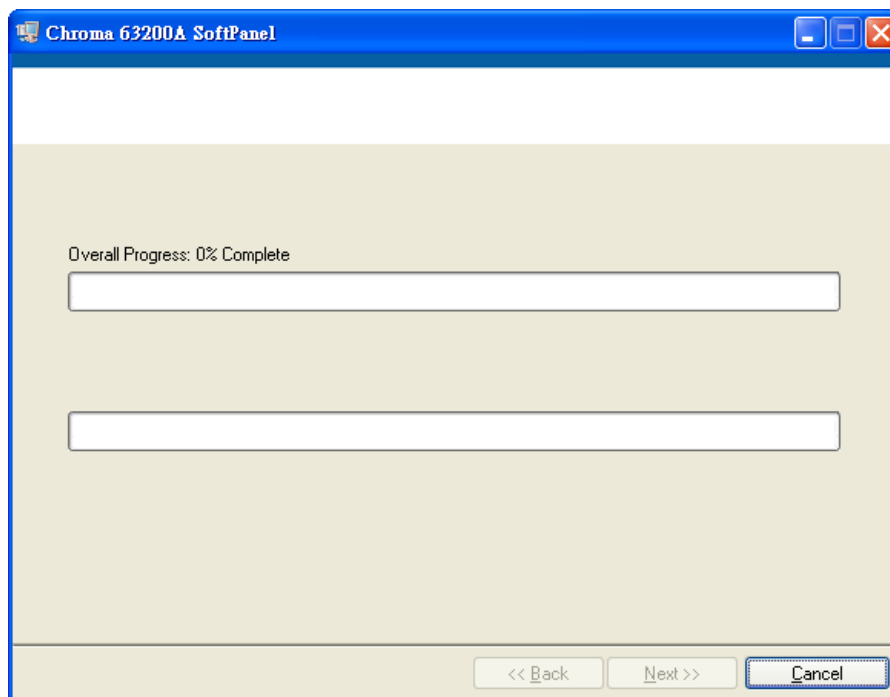 Chroma 63200A SoftPanel
Overall Progress: 0% Complete
<< Back
Next >>
Cancel